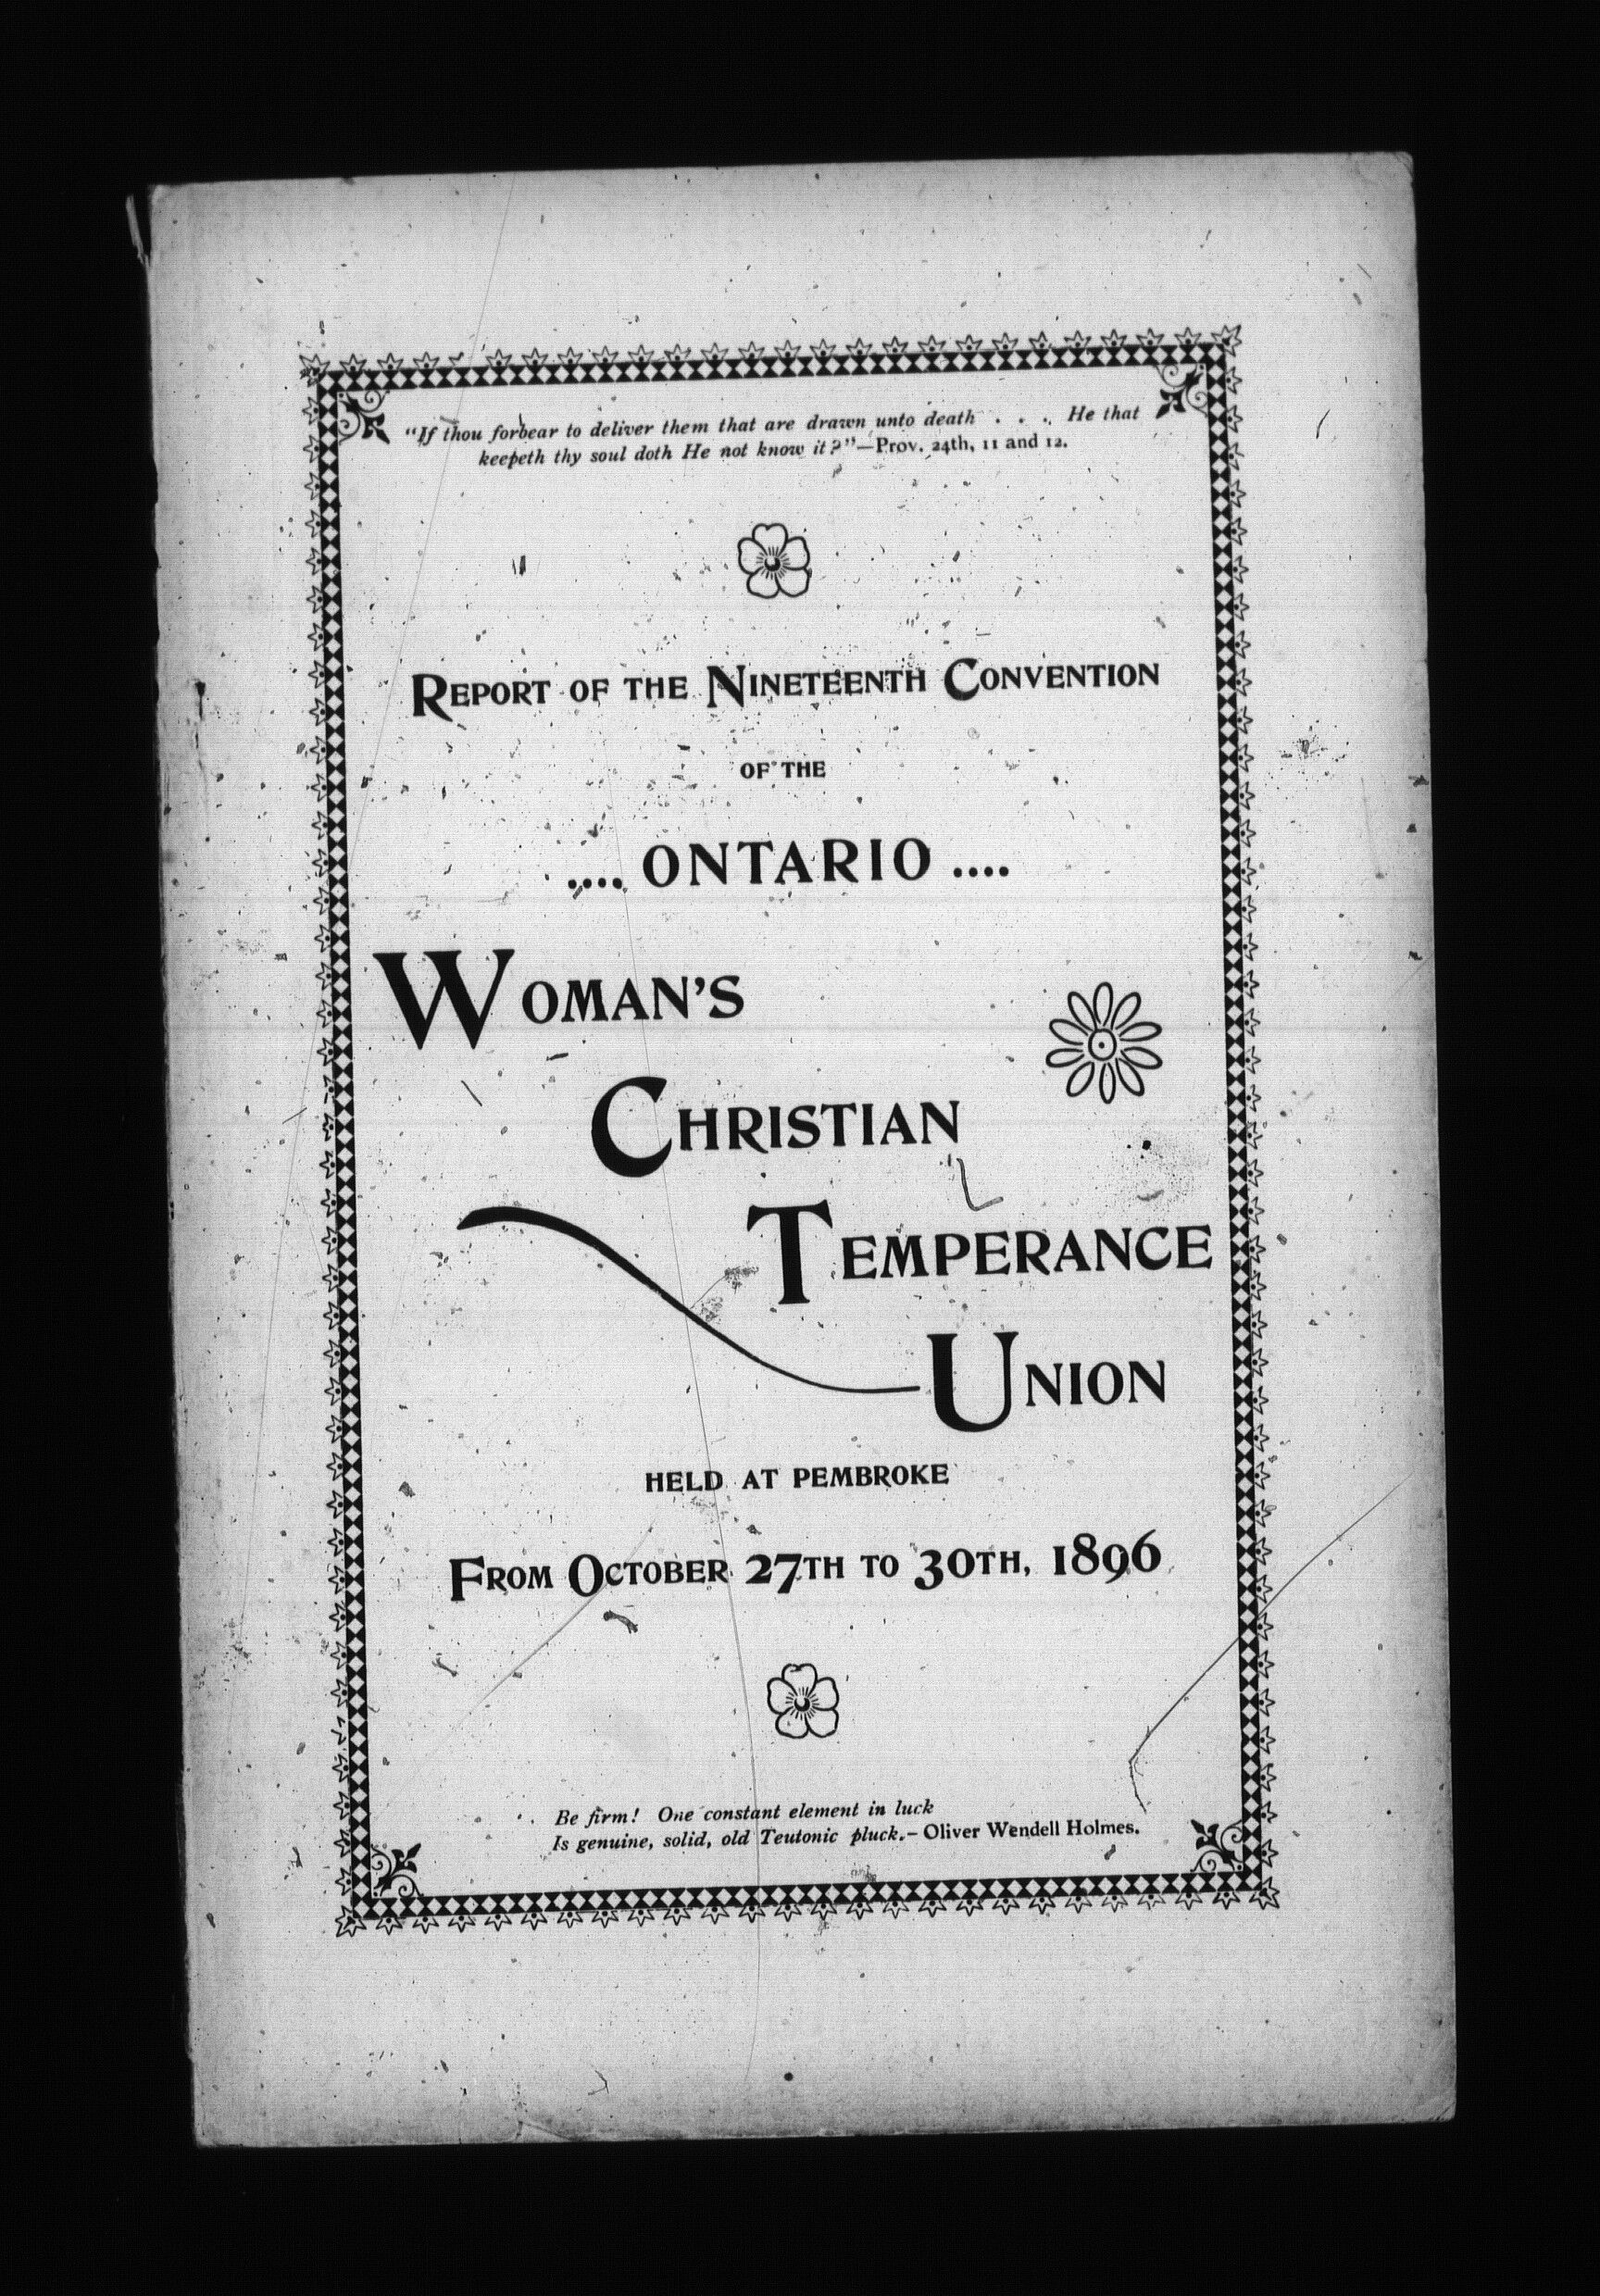 "If thou forbear to deliver them that are drawn unto death . . . . He that
keepeth thy soul doth He not know it?"—Prov. 24th, 11 and 12.
REPORT OF THE NINETEENTH CONVENTION
OF THE
.... ONTARIO ....
WOMAN'S
CHRISTIAN
TEMPERANCE
UNION
HELD AT PEMBROKE
FROM OCTOBER 27TH TO 30TH, 1896
Be firm! One constant element in luck
Is genuine, solid, old Teutonic pluck.—Oliver Wendell Holmes.